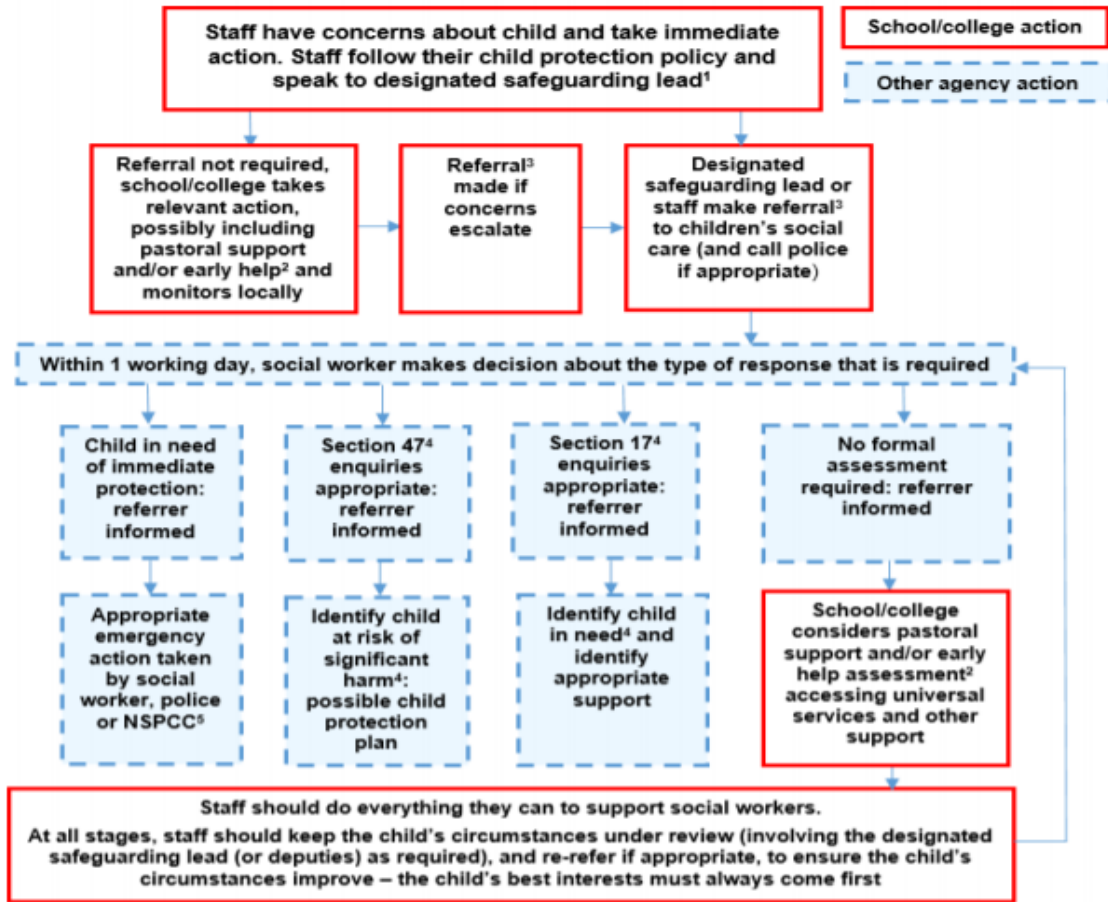 Staff have concerns about child and take immediate
action. Staff follow their child protection policy and
speak to designated safeguarding lead¹
School/college action
Other agency action
Referral not required,
school/college takes
relevant action,
possibly including
pastoral support
and/or early help² and
monitors locally
Referral³
made if
concerns
escalate
Designated
safeguarding lead or
staff make referral³
to children's social
care (and call police
if appropriate)
Within 1 working day, social worker makes decision about the type of response that is required
Child in need
of immediate
protection:
referrer
informed
Section 47⁴
enquiries
appropriate:
referrer
informed
Section 17⁴
enquiries
appropriate:
referrer
informed
No formal
assessment
required: referrer
informed
Appropriate
emergency
action taken
by social
worker, police
or NSPCC⁵
Identify child
at risk of
significant
harm⁴:
possible child
protection
plan
Identify child
in need⁴ and
identify
appropriate
support
School/college
considers pastoral
support and/or early
help assessment²
accessing universal
services and other
support
Staff should do everything they can to support social workers.
At all stages, staff should keep the child's circumstances under review (involving the designated
safeguarding lead (or deputies) as required), and re-refer if appropriate, to ensure the child's
circumstances improve – the child's best interests must always come first